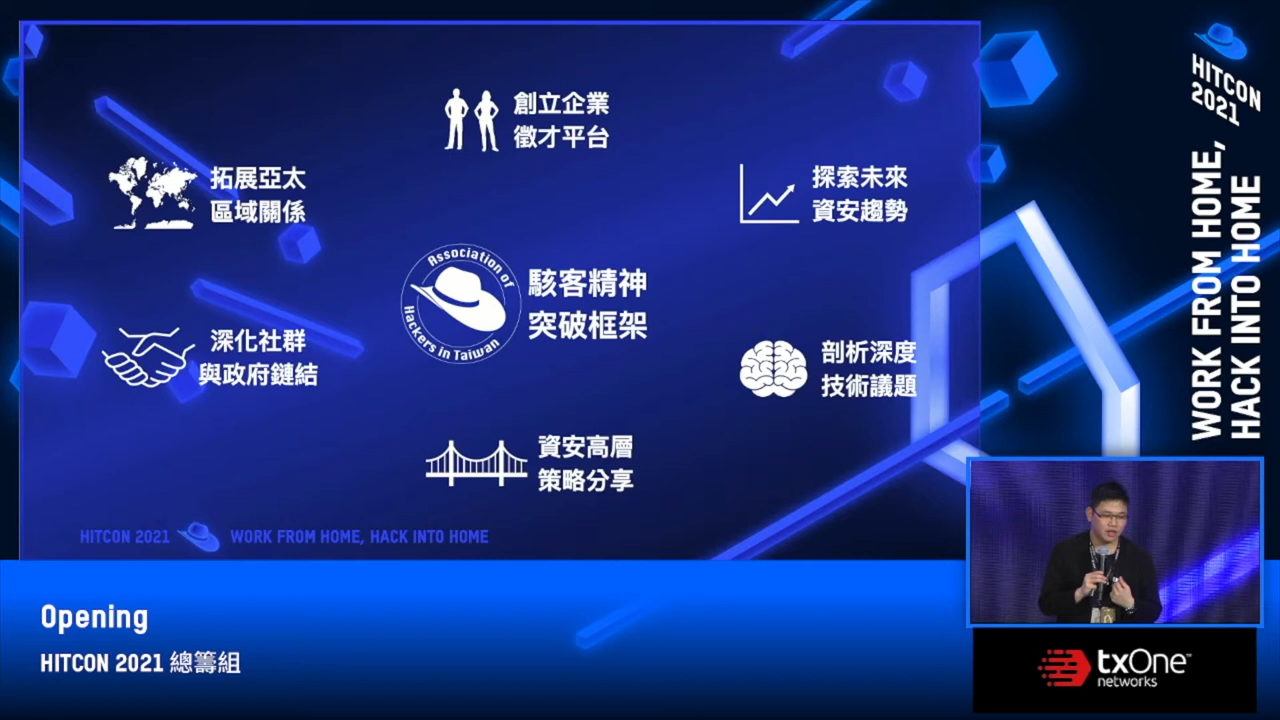 創立企業
徵才平台
拓展亞太
區域關係
探索未來
資安趨勢
Association of
Hackers in Taiwan
駭客精神
突破框架
深化社群
與政府鏈結
剖析深度
技術議題
資安高層
策略分享
HITCON 2021 WORK FROM HOME, HACK INTO HOME
HITCON
2021
WORK FROM HOME,
HACK INTO HOME
Opening
HITCON 2021 總籌組
txOne™
networks